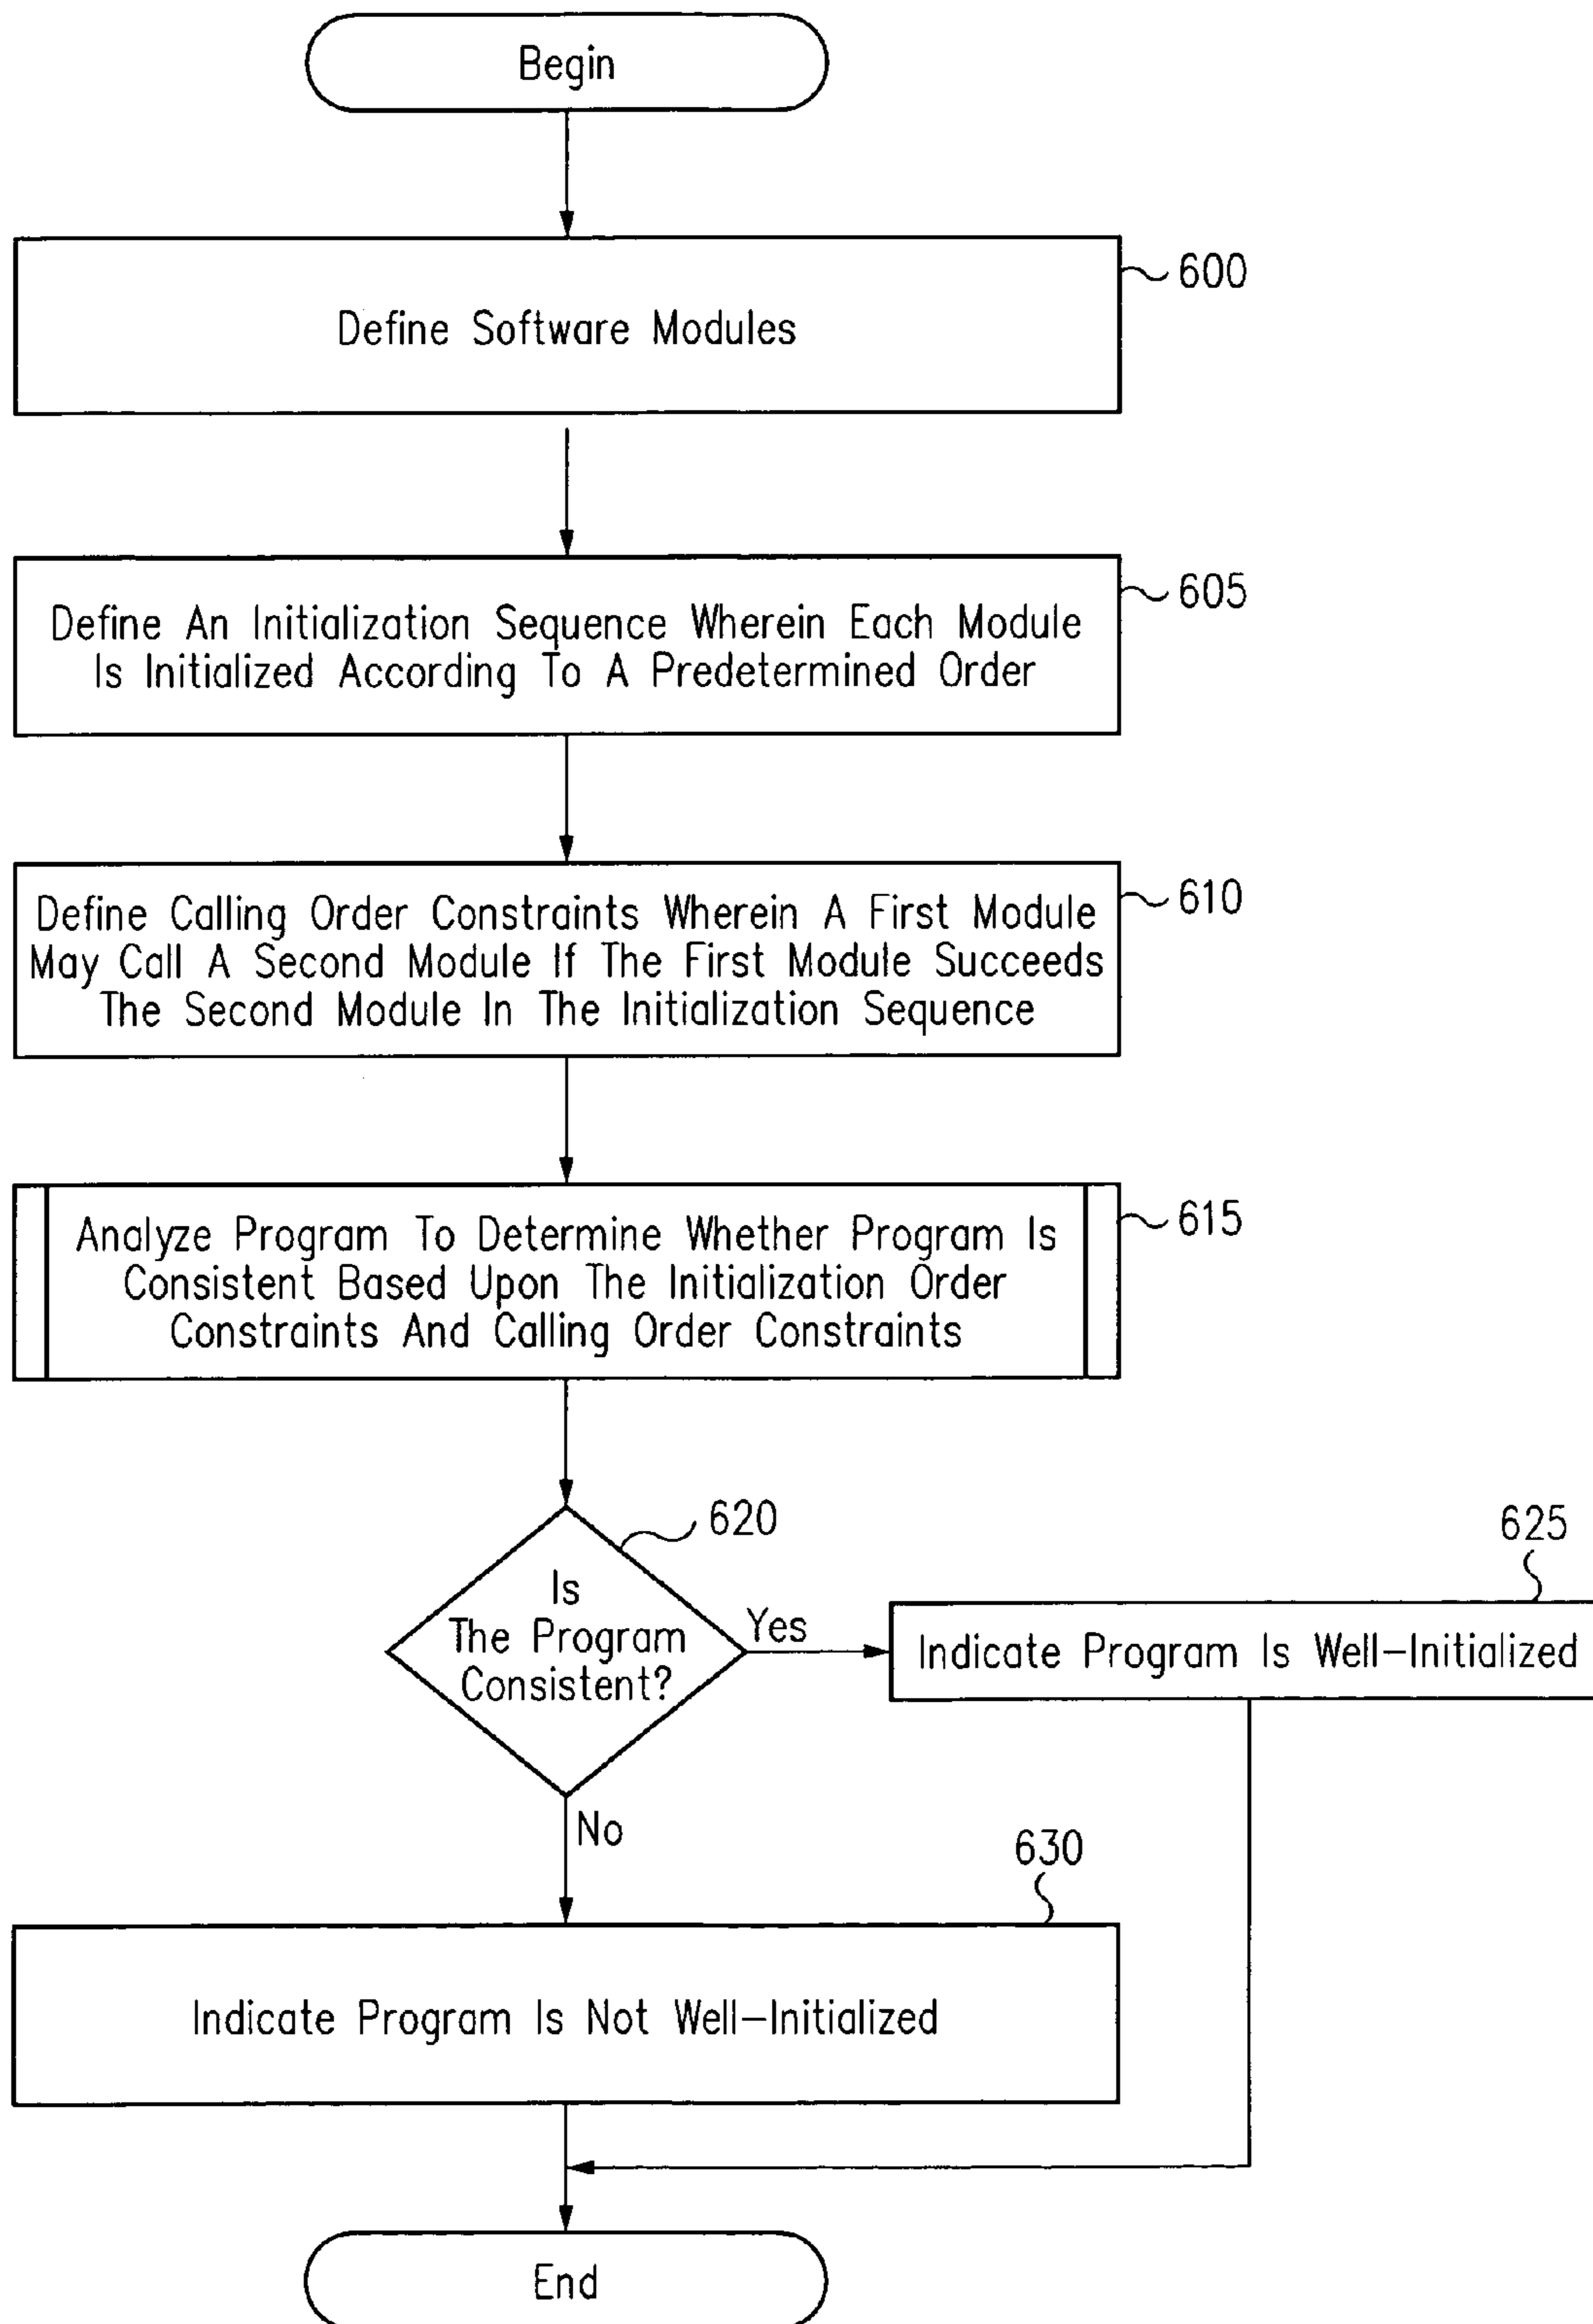 Begin
600
Define Software Modules
605
Define An Initialization Sequence Wherein Each Module
Is Initialized According To A Predetermined Order
610
Define Calling Order Constraints Wherein A First Module
May Call A Second Module If The First Module Succeeds
The Second Module In The Initialization Sequence
615
Analyze Program To Determine Whether Program Is
Consistent Based Upon The Initialization Order
Constraints And Calling Order Constraints
620
Is
The Program
Consistent?
Yes
625
Indicate Program Is Well-Initialized
No
630
Indicate Program Is Not Well-Initialized
End